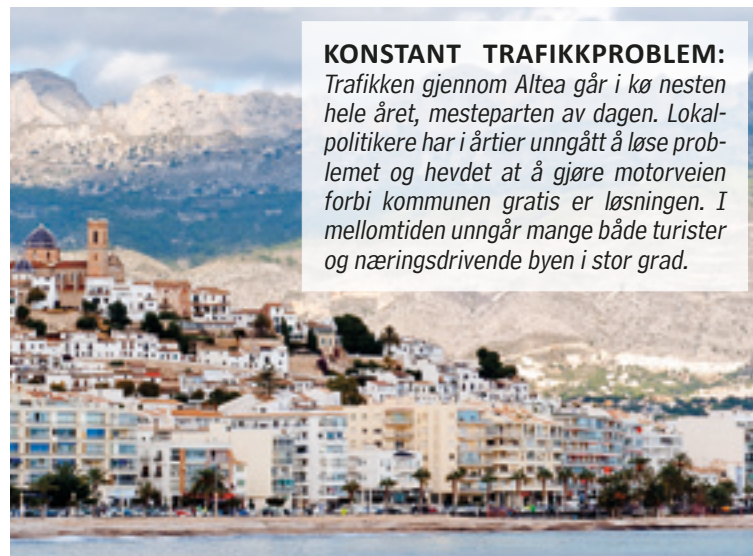 KONSTANT TRAFIKKPROBLEM:
Trafikken gjennom Altea går i kø nesten
hele året, mesteparten av dagen. Lokal-
politikere har i årtier unngått å løse prob-
lemet og hevdet at å gjøre motorveien
forbi kommunen gratis er løsningen. I
mellomtiden unngår mange både turister
og næringsdrivende byen i stor grad.